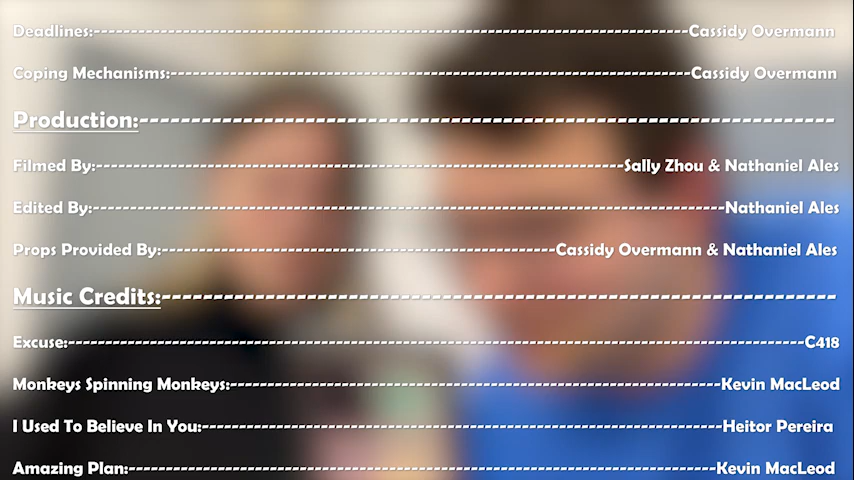 Deadlines:--------------------Cassidy Overmann
Coping Mechanisms:--------------------Cassidy Overmann
Production:--------------------
Filmed By:--------------------Sally Zhou & Nathaniel Ales
Edited By:--------------------Nathaniel Ales
Props Provided By:--------------------Cassidy Overmann & Nathaniel Ales
Music Credits:--------------------
Excuse:--------------------C418
Monkeys Spinning Monkeys:--------------------Kevin MacLeod
I Used To Believe In You:--------------------Heitor Pereira
Amazing Plan:--------------------Kevin MacLeod